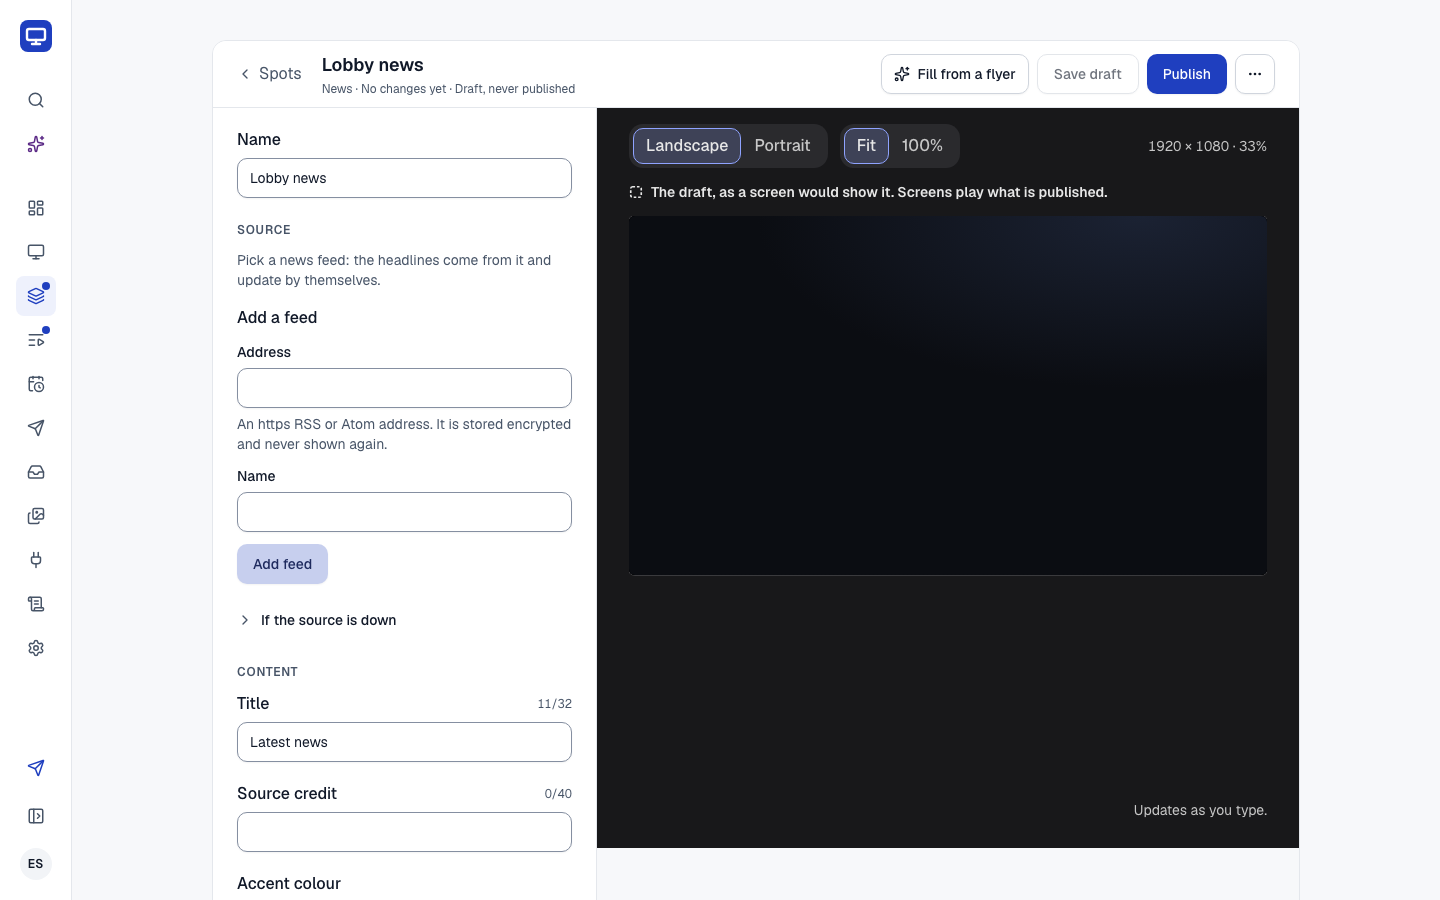 Spots
Lobby news
News · No changes yet · Draft, never published
Fill from a flyer
Save draft
Publish
Name
Lobby news
SOURCE
Pick a news feed: the headlines come from it and
update by themselves.
Add a feed
Address
An https RSS or Atom address. It is stored encrypted
and never shown again.
Name
Add feed
If the source is down
CONTENT
Title
11/32
Latest news
Source credit
0/40
Accent colour
Landscape
Portrait
Fit
100%
1920 × 1080 · 33%
The draft, as a screen would show it. Screens play what is published.
Updates as you type.
ES